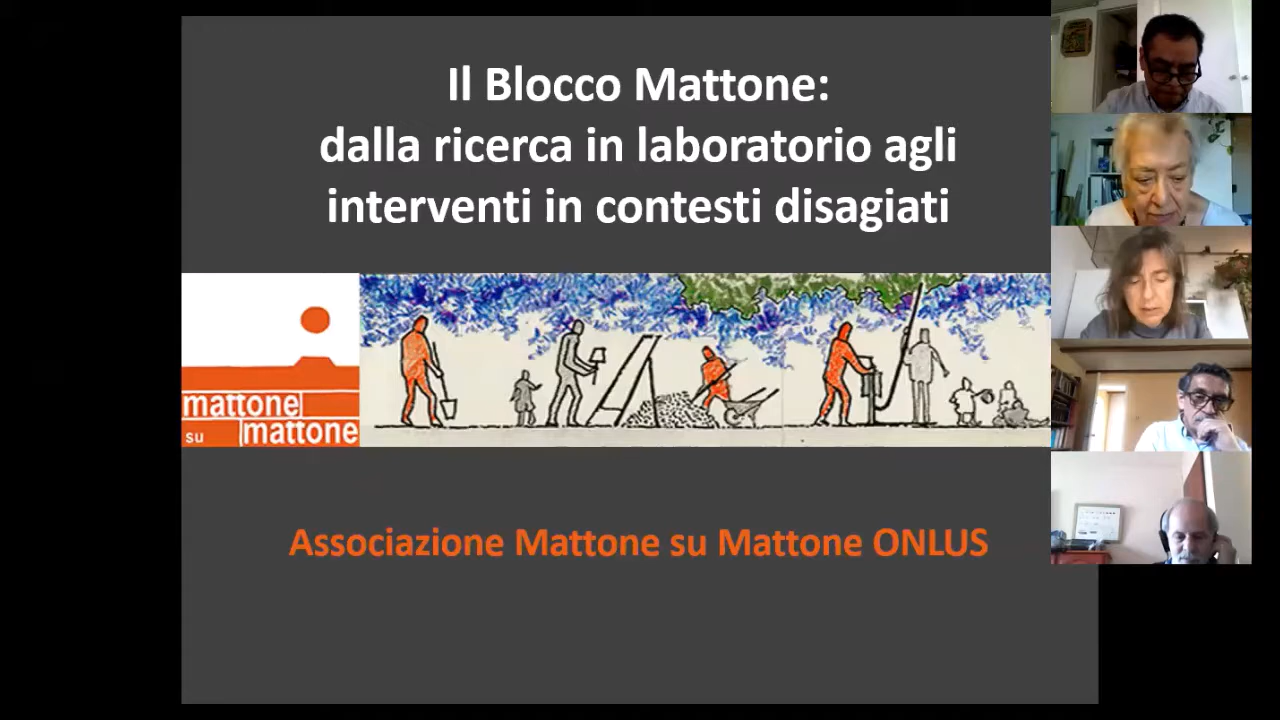 Il Blocco Mattone:
dalla ricerca in laboratorio agli
interventi in contesti disagiati
mattone
su mattone
Associazione Mattone su Mattone ONLUS